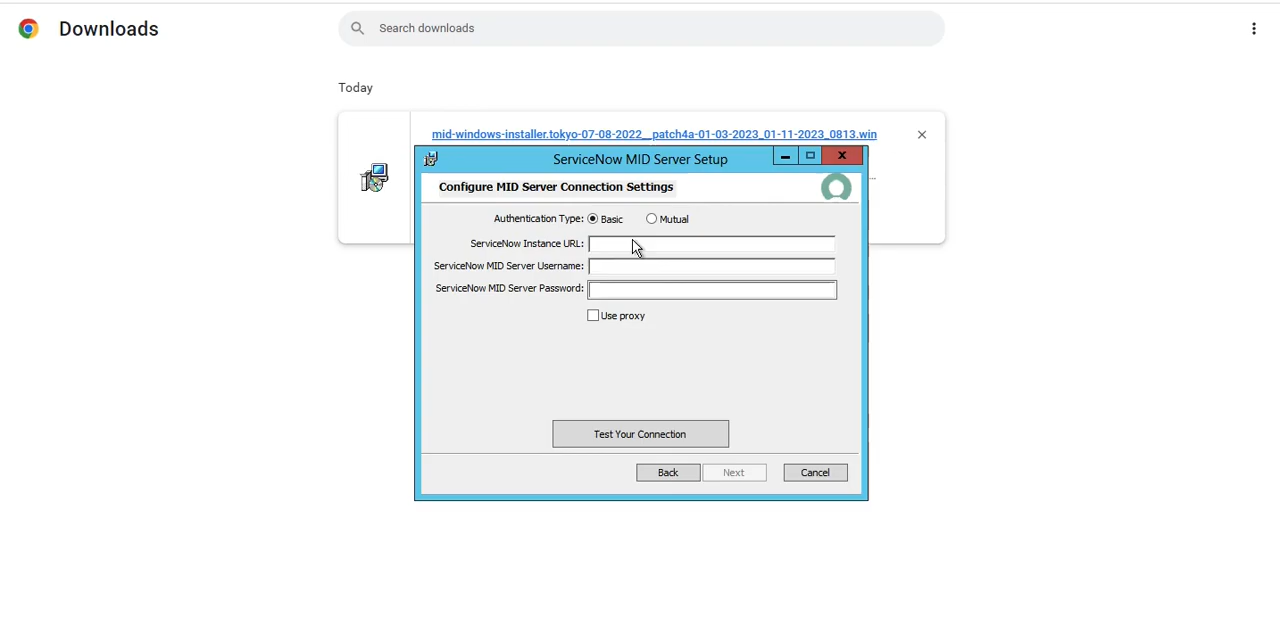 Downloads
Search downloads
Today
mid-windows-installer.tokyo-07-08-2022__patch4a-01-03-2023_01-11-2023_0813.win
ServiceNow MID Server Setup
Configure MID Server Connection Settings
Authentication Type: Basic Mutual
ServiceNow Instance URL:
ServiceNow MID Server Username:
ServiceNow MID Server Password:
Use proxy
Test Your Connection
Back Next Cancel